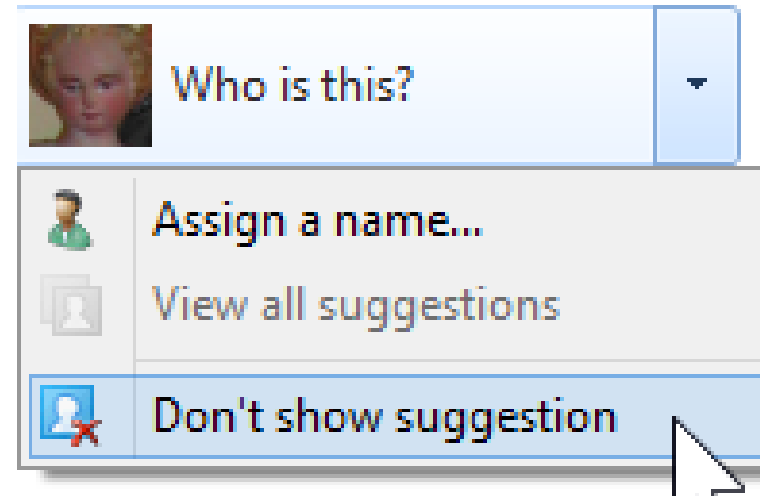 Who is this?
Assign a name...
View all suggestions
Don't show suggestion